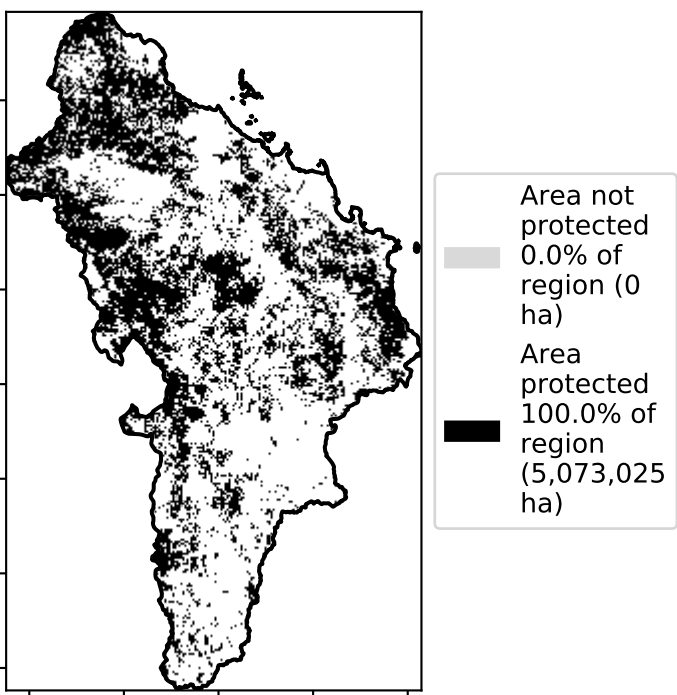 Area not
protected
0.0% of
region (0
ha)
Area
protected
100.0% of
region
(5,073,025
ha)